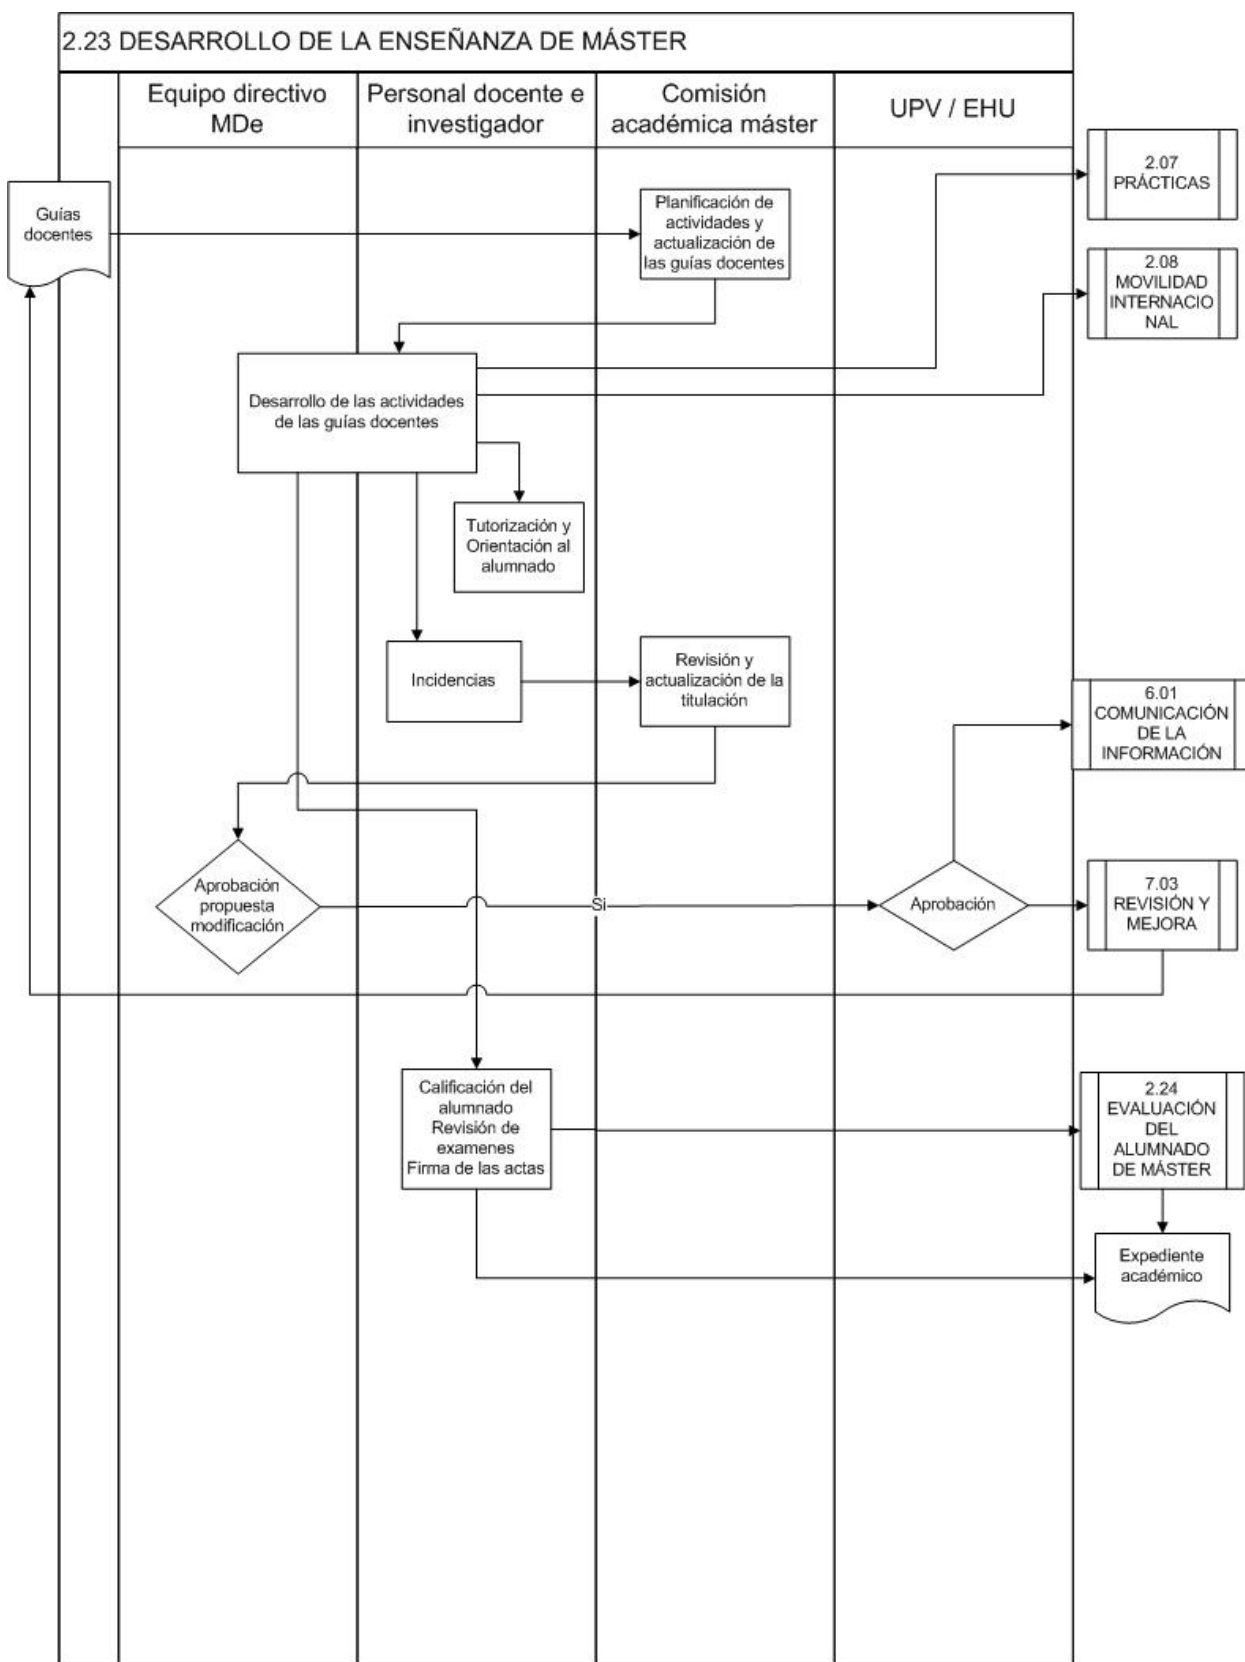 2.23 DESARROLLO DE LA ENSEÑANZA DE MÁSTER
Equipo directivo
MDe
Personal docente e
investigador
Comisión
académica máster
UPV / EHU
2.07
PRÁCTICAS
Guías
docentes
Planificación de
actividades y
actualización de
las guías docentes
2.08
MOVILIDAD
INTERNACIO
NAL
Desarrollo de las actividades
de las guías docentes
Tutorización y
Orientación al
alumnado
Incidencias
Revisión y
actualización de la
titulación
6.01
COMUNICACIÓN
DE LA
INFORMACIÓN
Aprobación
propuesta
modificación
Si
Aprobación
7.03
REVISIÓN Y
MEJORA
Calificación del
alumnado
Revisión de
examenes
Firma de las actas
2.24
EVALUACIÓN
DEL
ALUMNADO
DE MÁSTER
Expediente
académico